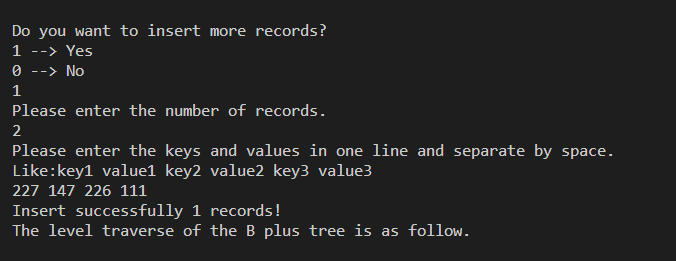 Do you want to insert more records?
1 --> Yes
0 --> No
1
Please enter the number of records.
2
Please enter the keys and values in one line and separate by space.
Like:key1 value1 key2 value2 key3 value3
227 147 226 111
Insert successfully 1 records!
The level traverse of the B plus tree is as follow.